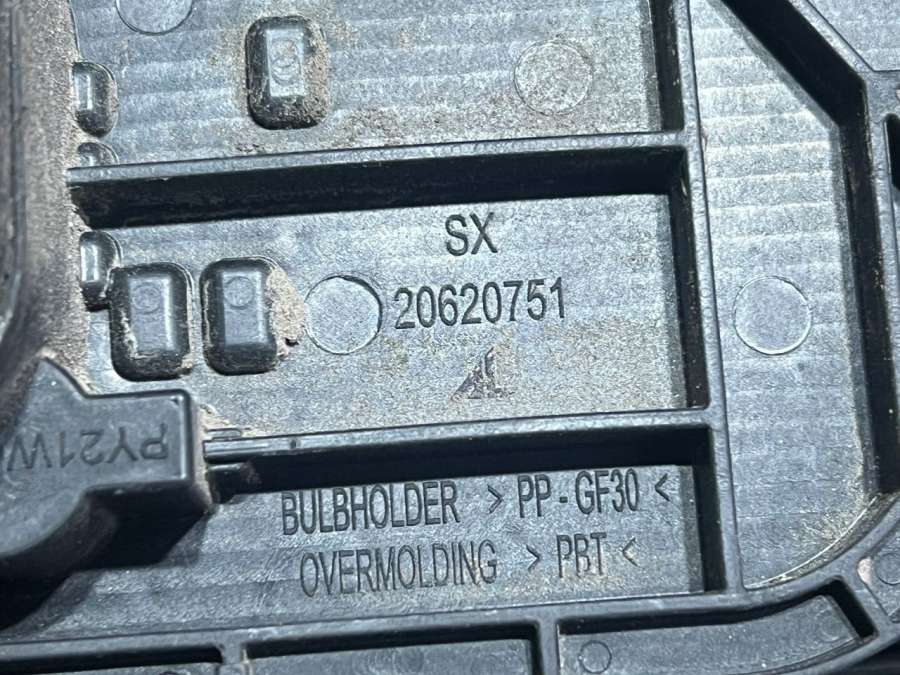 SX
20620751
PY21W
BULBHOLDER > PP - GF30 <
OVERMOLDING > PBT <